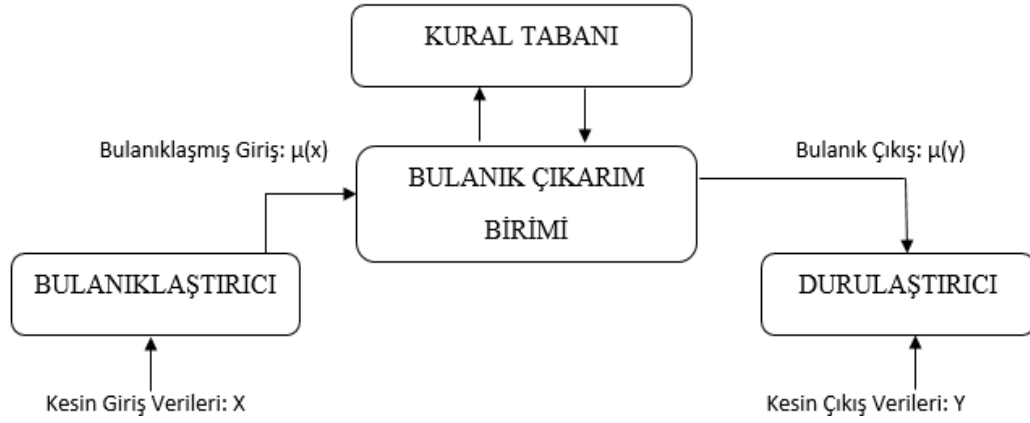 KURAL TABANI
Bulanıklaşmış Giriş: μ(x)
Bulanık Çıkış: μ(y)
BULANIK ÇIKARIM
BİRİMİ
BULANIKLAŞTIRICI
DURULAŞTIRICI
Kesin Giriş Verileri: X
Kesin Çıkış Verileri: Y